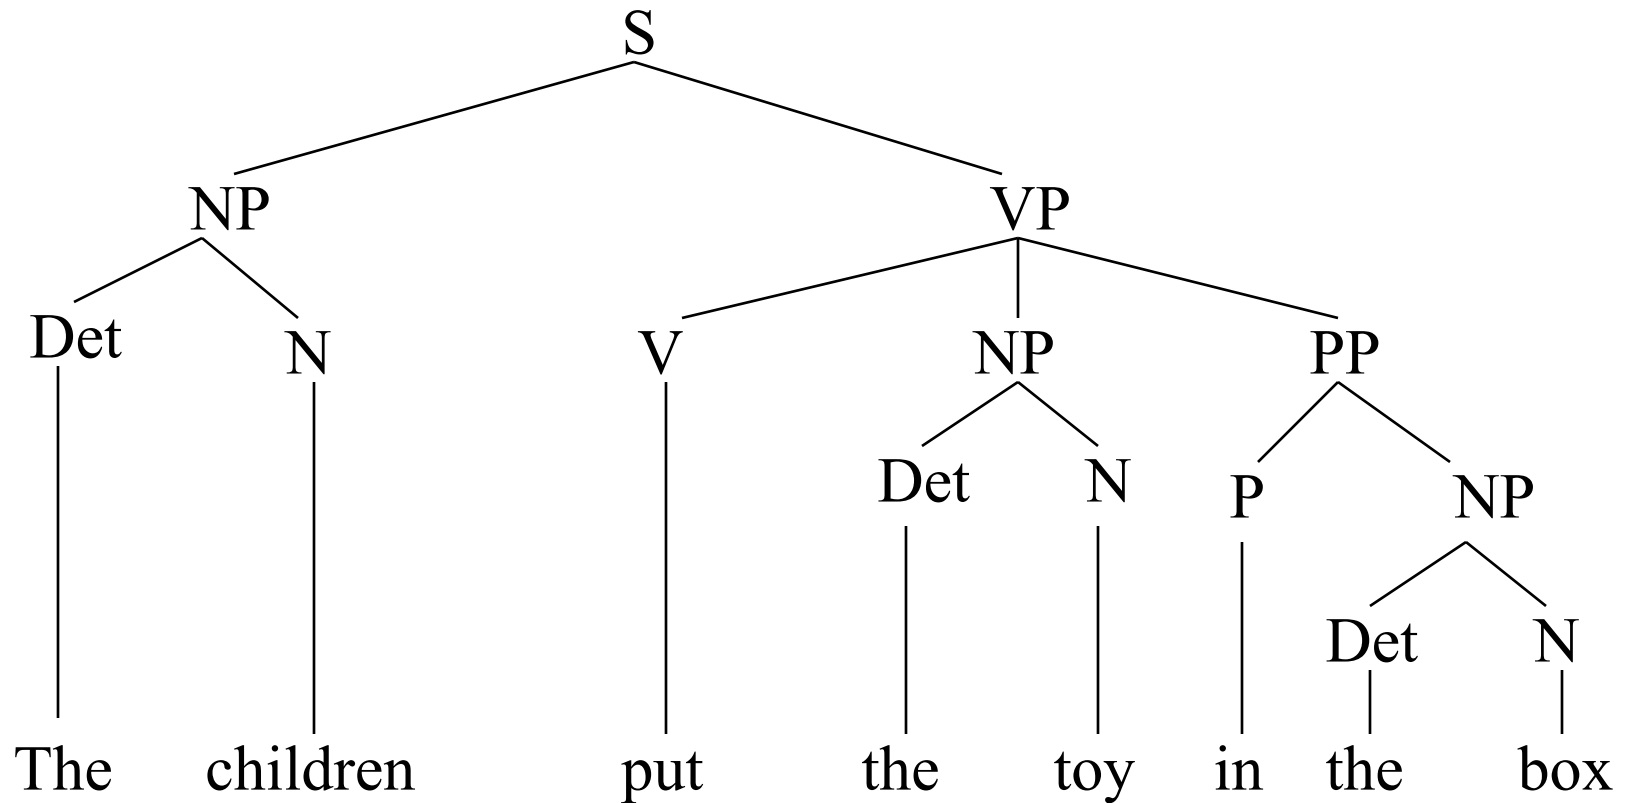 S
NP VP
Det N V NP PP
Det N P NP
Det N
The children put the toy in the box